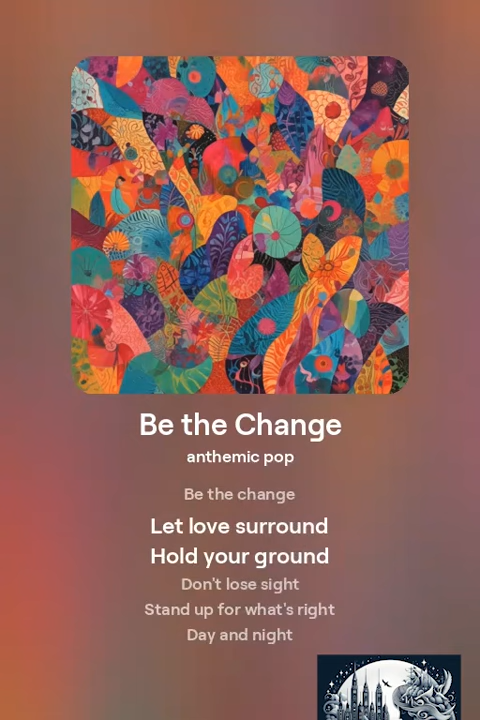 Be the Change
anthemic pop
Be the change
Let love surround
Hold your ground
Don't lose sight
Stand up for what's right
Day and night